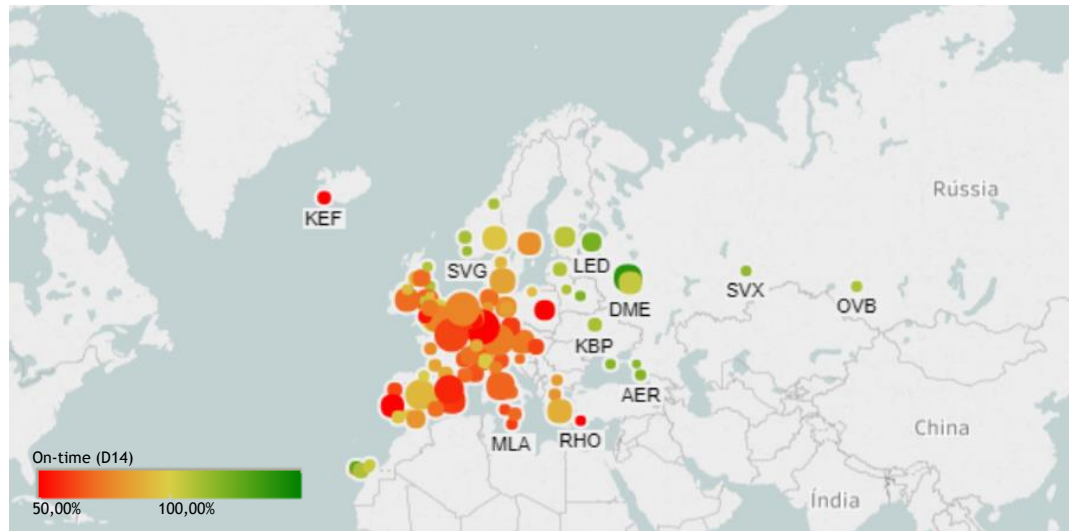 Rússia
KEF
SVG
LED
DME
SVX
OVB
KBP
AER
China
MLA
RHO
On-time (D14)
50,00%
100,00%
Índia